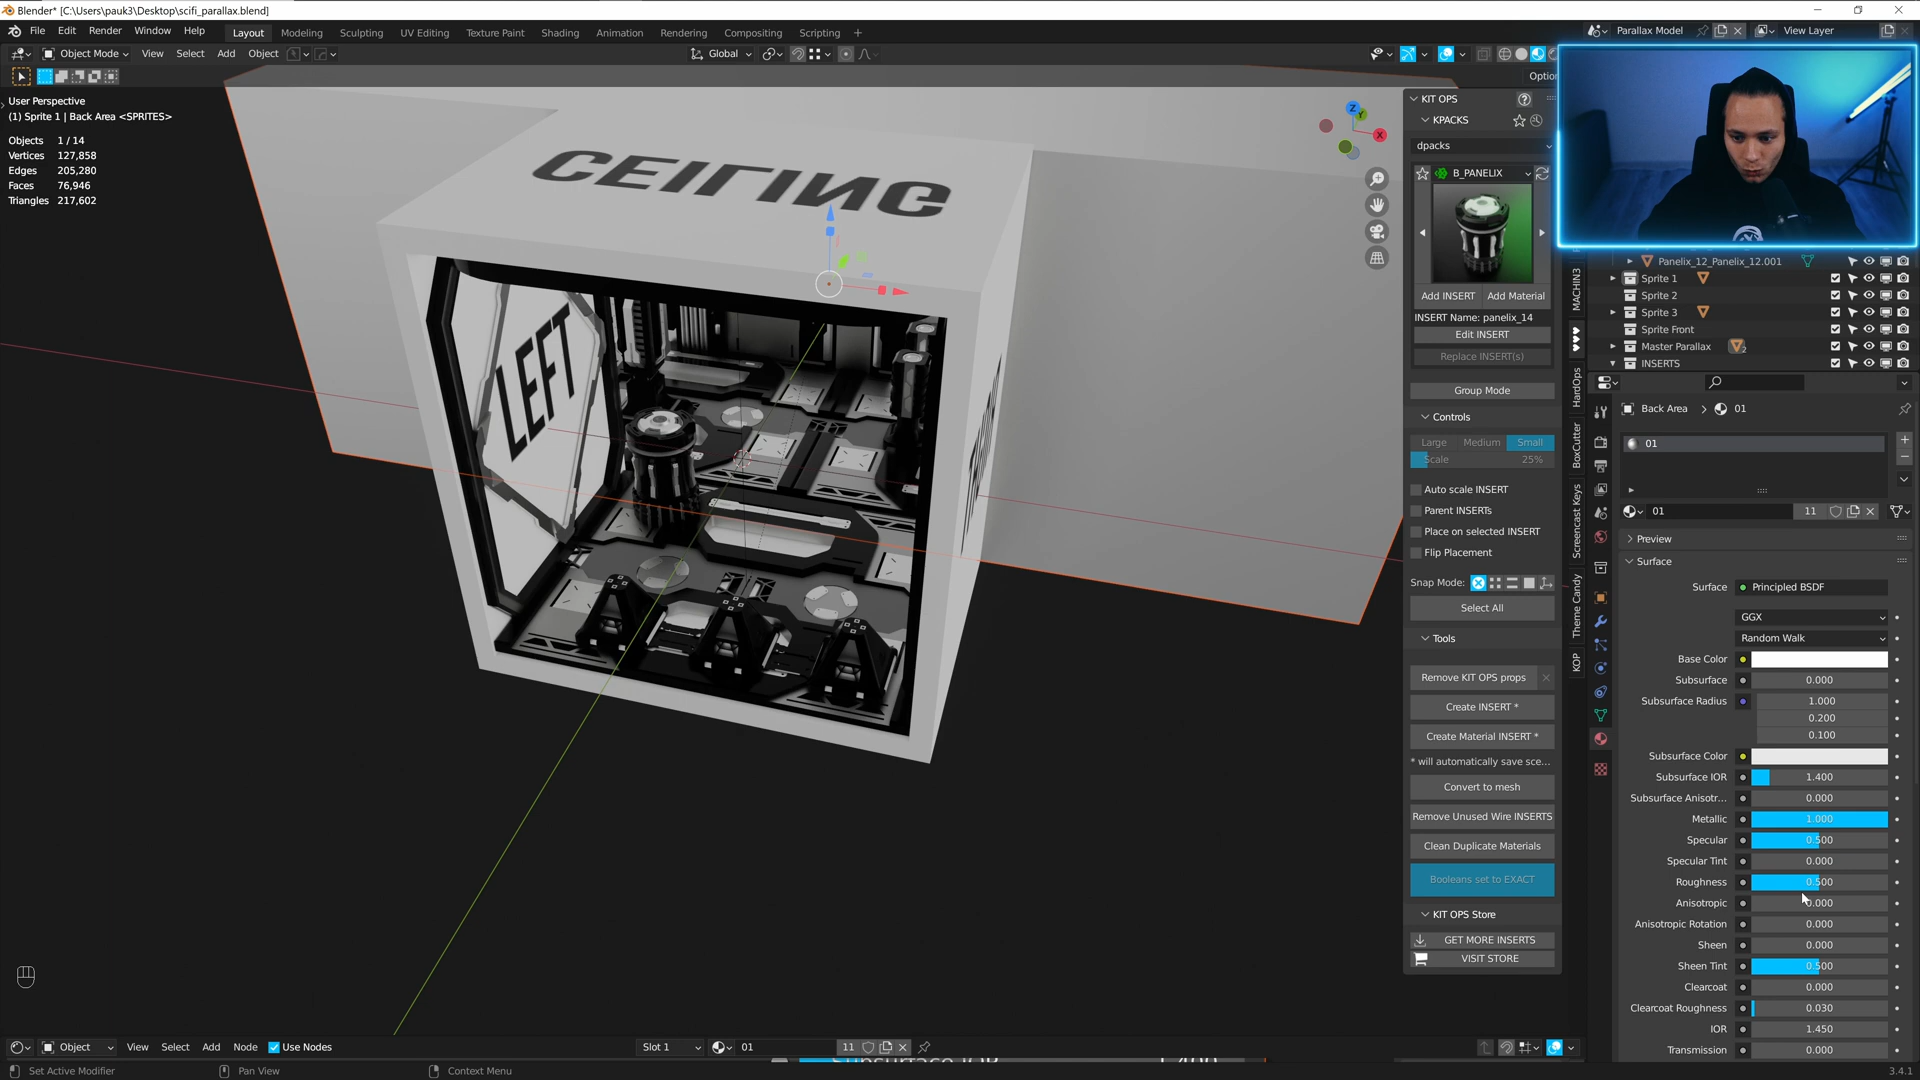 Blender* [C:\Users\pauk3\Desktop\scifi_parallax.blend]
File Edit Render Window Help Layout Modeling Sculpting UV Editing Texture Paint Shading Animation Rendering Compositing Scripting + Parallax Model View Layer
Object Mode View Select Add Object Global
Optio
User Perspective
(1) Sprite 1 | Back Area <SPRITES>
Objects 1 / 14
Vertices 127,858
Edges 205,280
Faces 76,946
Triangles 217,602
CEILING
LEFT
Z
Y
X
KIT OPS
KPACKS
dpacks
B_PANELIX
Add INSERT Add Material
INSERT Name: panelix_14
Edit INSERT
Replace INSERT(s)
Group Mode
Controls
Large Medium Small
Scale 25%
Auto scale INSERT
Parent INSERTs
Place on selected INSERT
Flip Placement
Snap Mode:
Select All
Tools
Remove KIT OPS props
Create INSERT *
Create Material INSERT *
* will automatically save sce...
Convert to mesh
Remove Unused Wire INSERTS
Clean Duplicate Materials
Booleans set to EXACT
KIT OPS Store
GET MORE INSERTS
VISIT STORE
MACHIN3
HardOps
BoxCutter
Screencast Keys
Theme Candy
KOP
Panelix_12_Panelix_12.001
Sprite 1
Sprite 2
Sprite 3
Sprite Front
Master Parallax 2
INSERTS
Back Area > 01
01
01 11
Preview
Surface
Surface Principled BSDF
GGX
Random Walk
Base Color
Subsurface 0.000
Subsurface Radius 1.000
0.200
0.100
Subsurface Color
Subsurface IOR 1.400
Subsurface Anisotr... 0.000
Metallic 1.000
Specular 0.500
Specular Tint 0.000
Roughness 0.500
Anisotropic 0.000
Anisotropic Rotation 0.000
Sheen 0.000
Sheen Tint 0.500
Clearcoat 0.000
Clearcoat Roughness 0.030
IOR 1.450
Transmission 0.000
Object View Select Add Node Use Nodes Slot 1 01 11
Set Active Modifier Pan View Context Menu 3.4.1